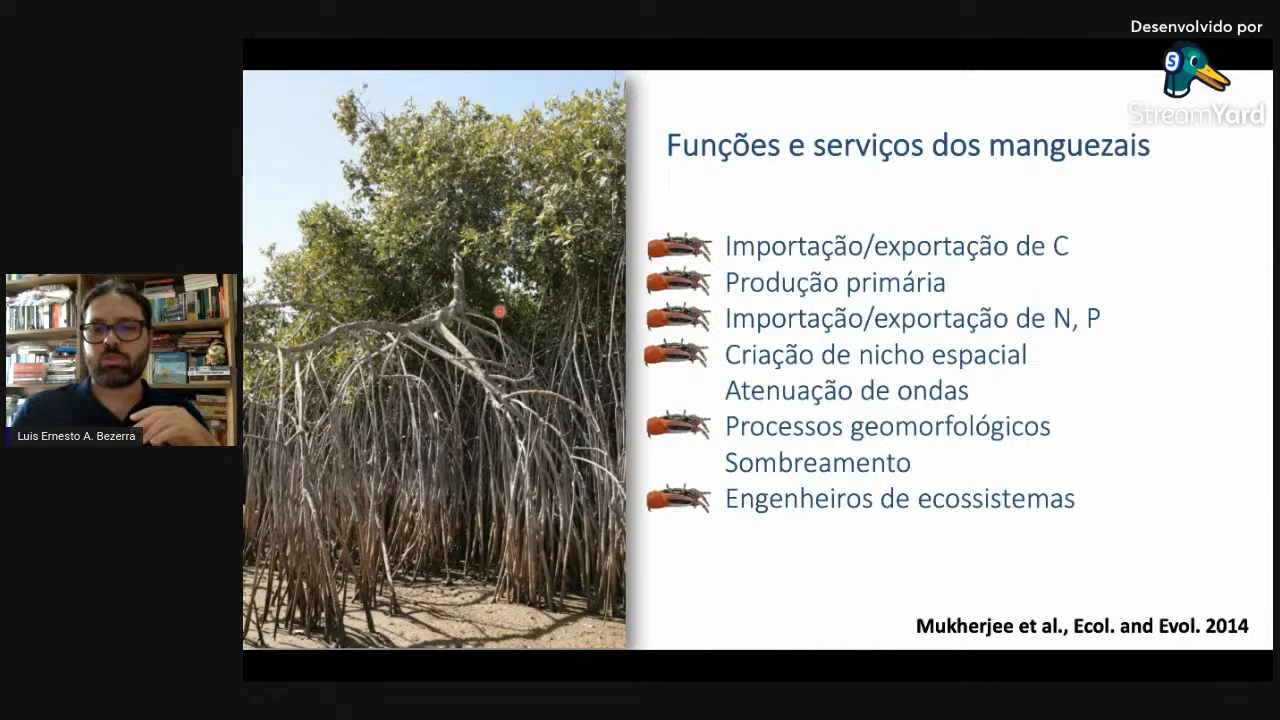 Desenvolvido por
StreamYard
Funções e serviços dos manguezais
Importação/exportação de C
Produção primária
Importação/exportação de N, P
Criação de nicho espacial
Atenuação de ondas
Processos geomorfológicos
Sombreamento
Engenheiros de ecossistemas
Mukherjee et al., Ecol. and Evol. 2014
Luis Ernesto A. Bezerra